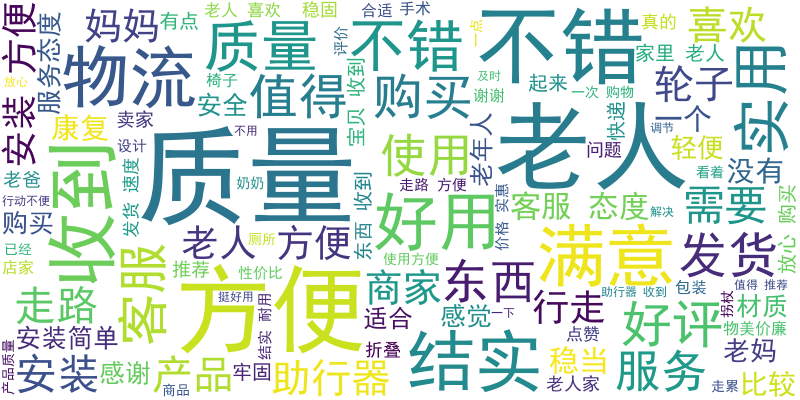 老人 喜欢
稳固
合适
手术
一点
真的
喜欢
安装 方便
服务态度
妈妈
有点
质量
不错
评价
不错
家里
老人
实用
放心
物流
椅子
值得
宝贝 收到
购买
及时
起来
谢谢
一次
购物
轮子
安全
康复
卖家
设计
不用
质量
使用
老年人
老人
快递
一个
调节
问题
轻便
看着
没有
收到
老爸
行动不便
发货 速度
奶奶
走路 方便
好用
价格 实惠
客服 态度
解决
需要
放心 购买
购买
已经
店家
客服
老人 方便
厕所
东西 收到
使用方便
满意
发货
推荐
性价比
方便
商家
东西
行走
助行器 收到
包装
值得 推荐
走路
挺好用
结实 耐用
适合
感觉
一下
好评
拐杖
材质
物美价廉
安装简单
点赞
老妈
产品质量
安装
感谢
产品
商品
牢固
折叠
助行器
结实
稳当
老人家
服务
走累
比较